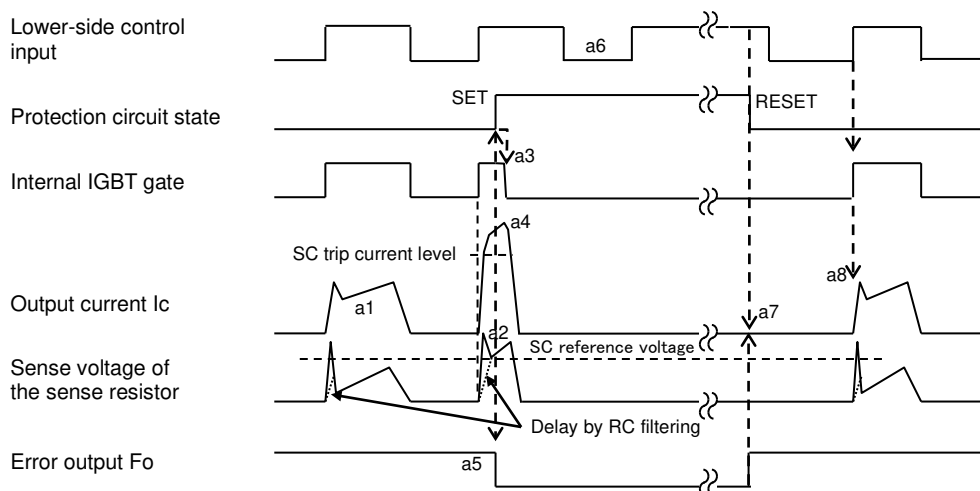 Lower-side control
input
a6
SET
RESET
Protection circuit state
a3
Internal IGBT gate
a4
SC trip current level
a8
Output current Ic
a1
a7
a2
SC reference voltage
Sense voltage of
the sense resistor
Delay by RC filtering
Error output Fo
a5